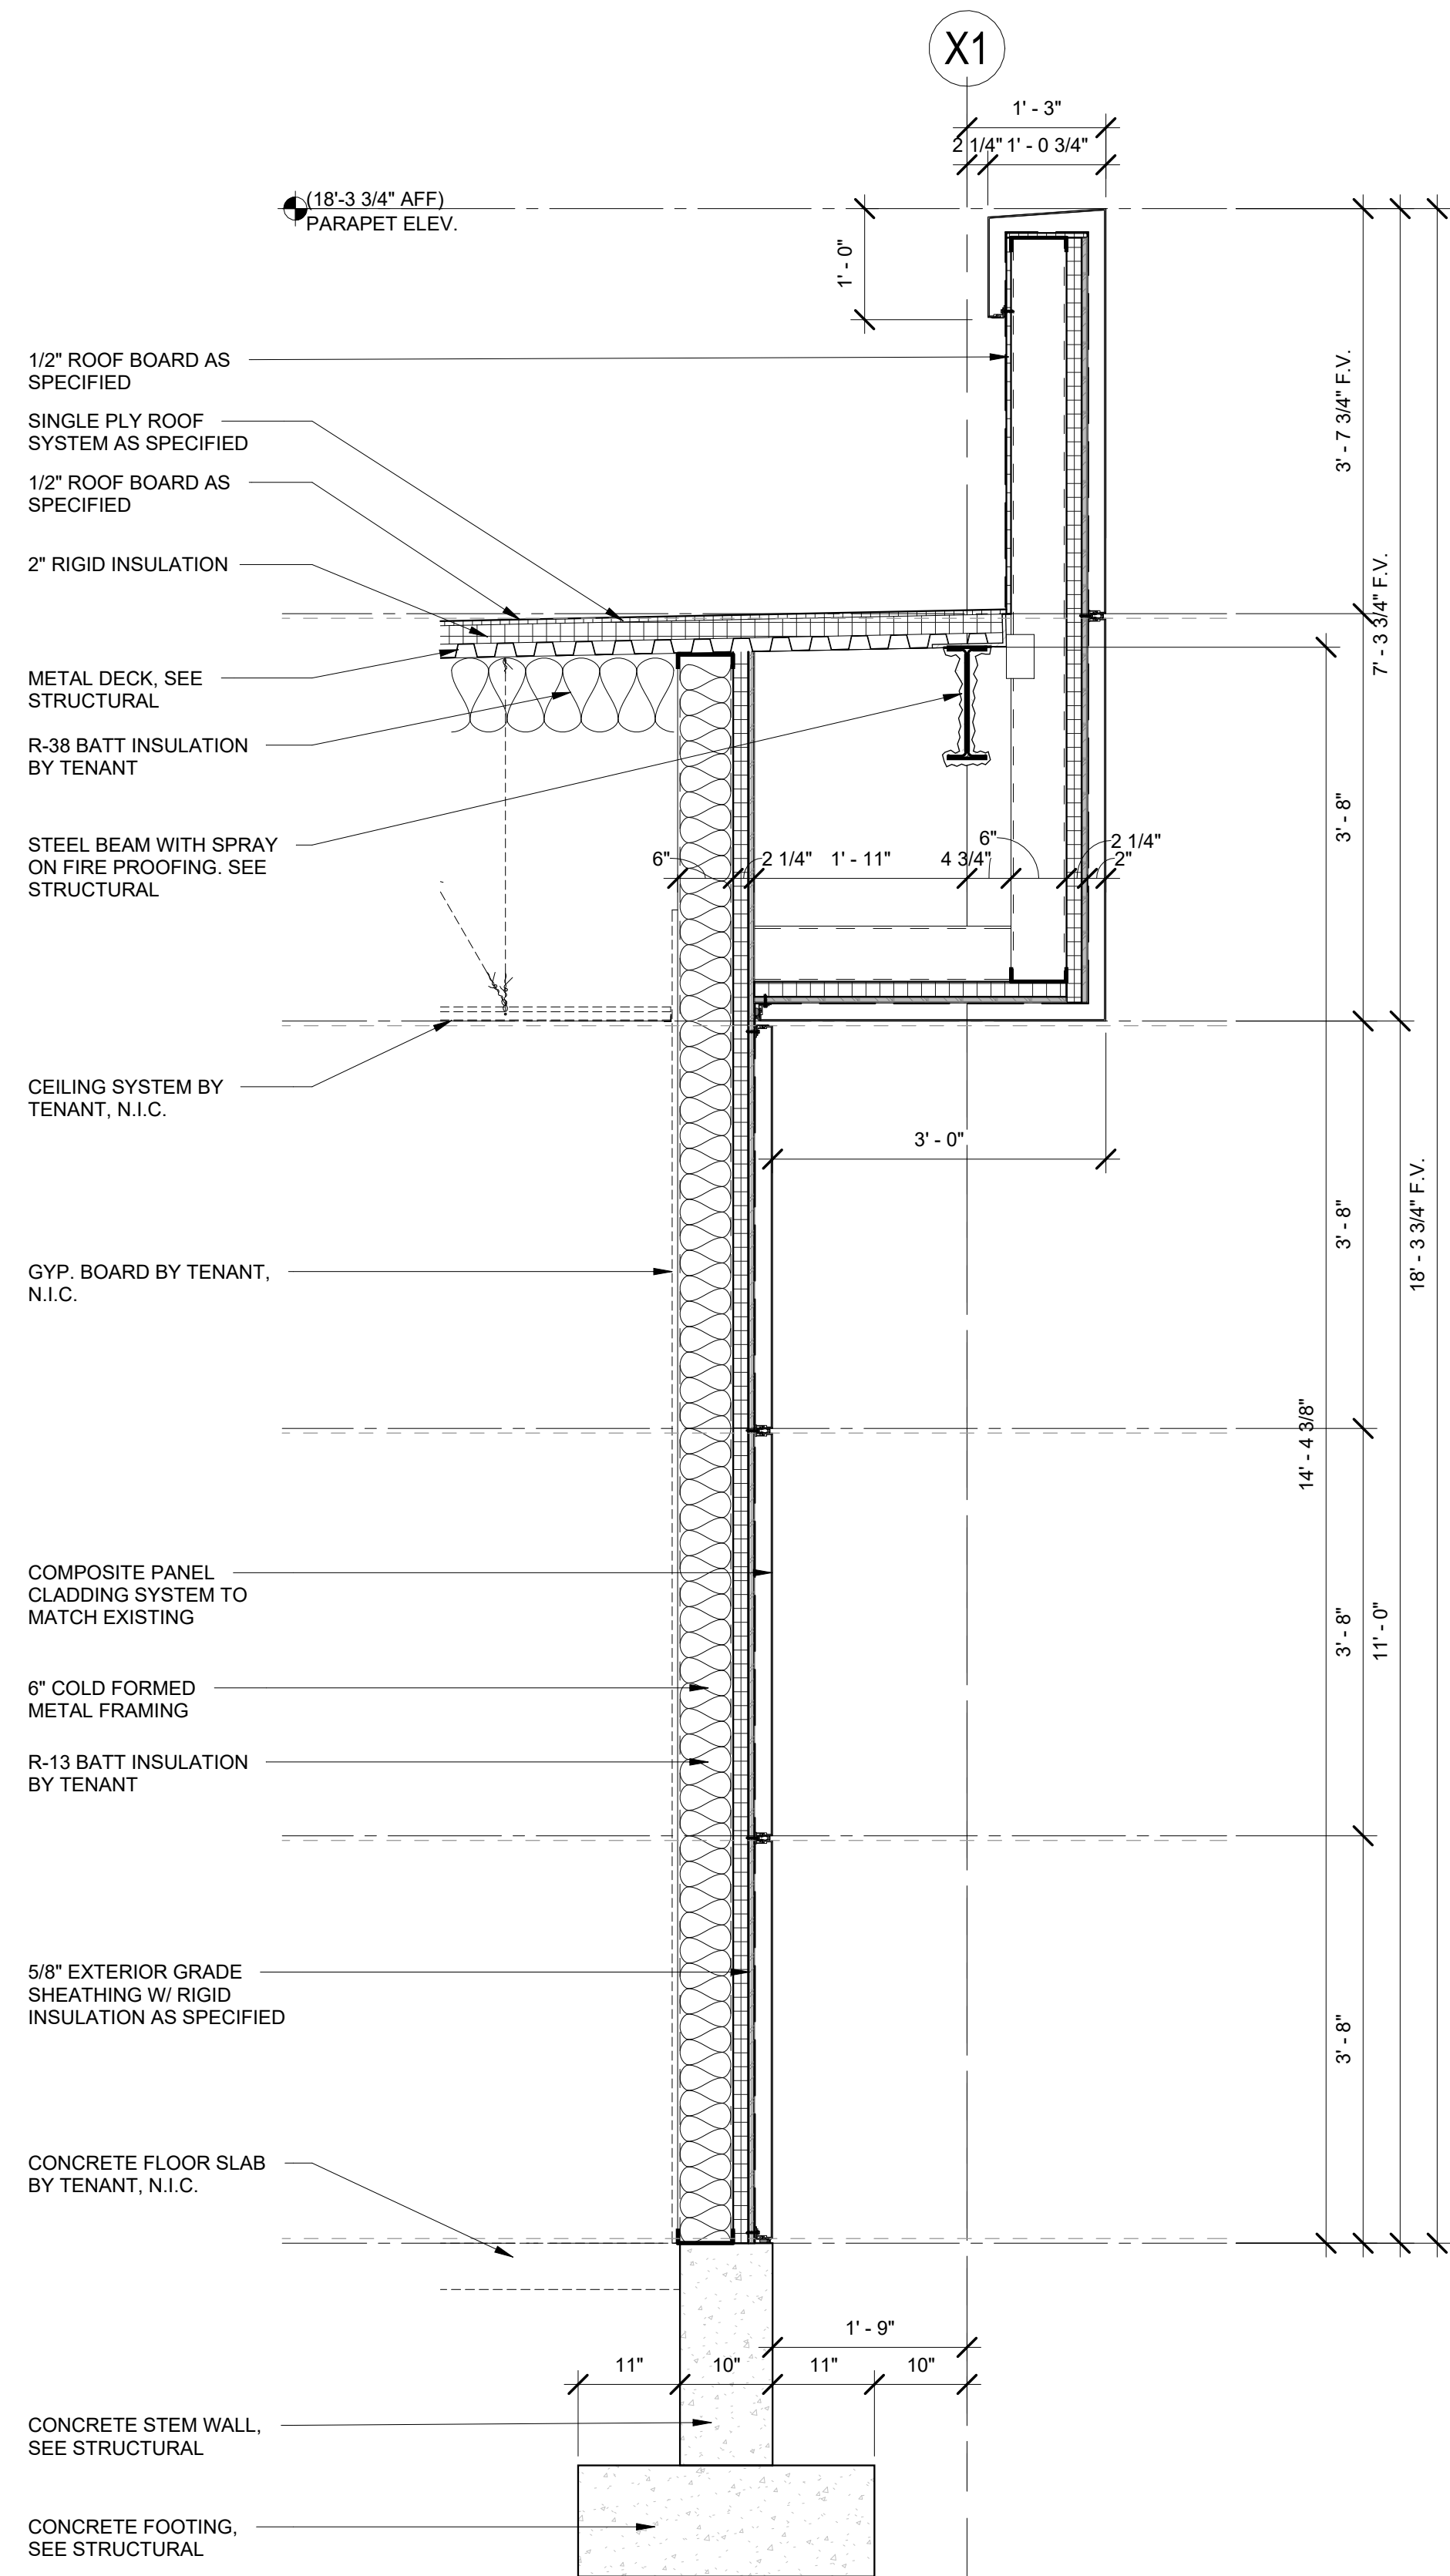 X1
1' - 3"
2 1/4" 1' - 0 3/4"
(18'-3 3/4" AFF)
PARAPET ELEV.
1' - 0"
1/2" ROOF BOARD AS
SPECIFIED
SINGLE PLY ROOF
SYSTEM AS SPECIFIED
1/2" ROOF BOARD AS
SPECIFIED
2" RIGID INSULATION
METAL DECK, SEE
STRUCTURAL
R-38 BATT INSULATION
BY TENANT
STEEL BEAM WITH SPRAY
ON FIRE PROOFING. SEE
STRUCTURAL
3' - 7 3/4" F.V.
7' - 3 3/4" F.V.
3' - 8"
6" 2 1/4" 1' - 11" 4 3/4" 6" 2 1/4" 2"
CEILING SYSTEM BY
TENANT, N.I.C.
3' - 0"
3' - 8"
18' - 3 3/4" F.V.
GYP. BOARD BY TENANT,
N.I.C.
14' - 4 3/8"
COMPOSITE PANEL
CLADDING SYSTEM TO
MATCH EXISTING
3' - 8"
11' - 0"
6" COLD FORMED
METAL FRAMING
R-13 BATT INSULATION
BY TENANT
5/8" EXTERIOR GRADE
SHEATHING W/ RIGID
INSULATION AS SPECIFIED
3' - 8"
CONCRETE FLOOR SLAB
BY TENANT, N.I.C.
1' - 9"
11" 10" 11" 10"
CONCRETE STEM WALL,
SEE STRUCTURAL
CONCRETE FOOTING,
SEE STRUCTURAL